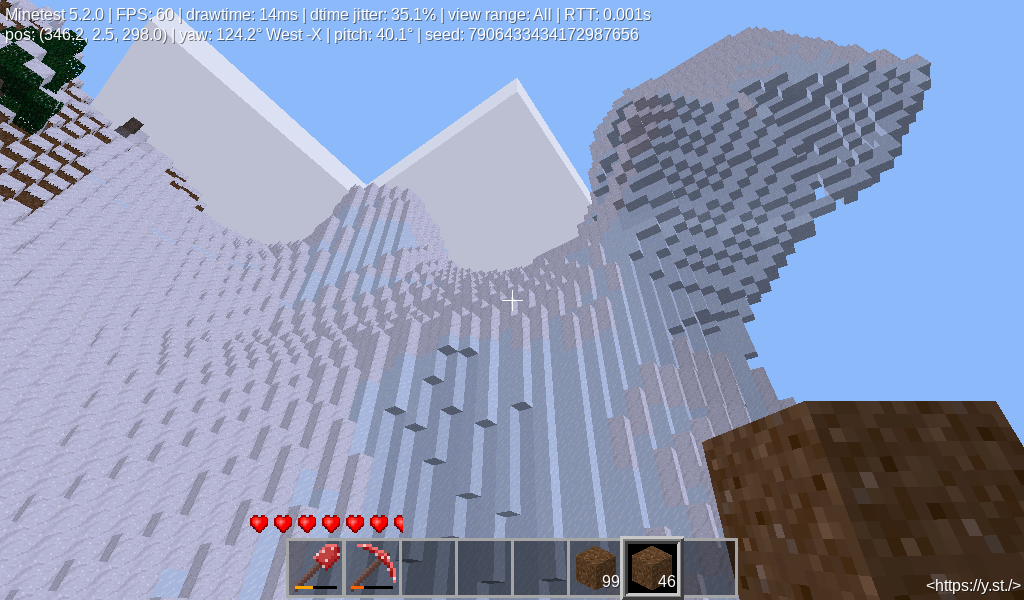 Minetest 5.2.0 | FPS: 60 | drawtime: 14ms | dtime jitter: 35.1% | view range: All | RTT: 0.001s
pos: (346.2, 2.5, 298.0) | yaw: 124.2° West -X | pitch: 40.1° | seed: 7906433434172987656
99
46
<https://y.st./>